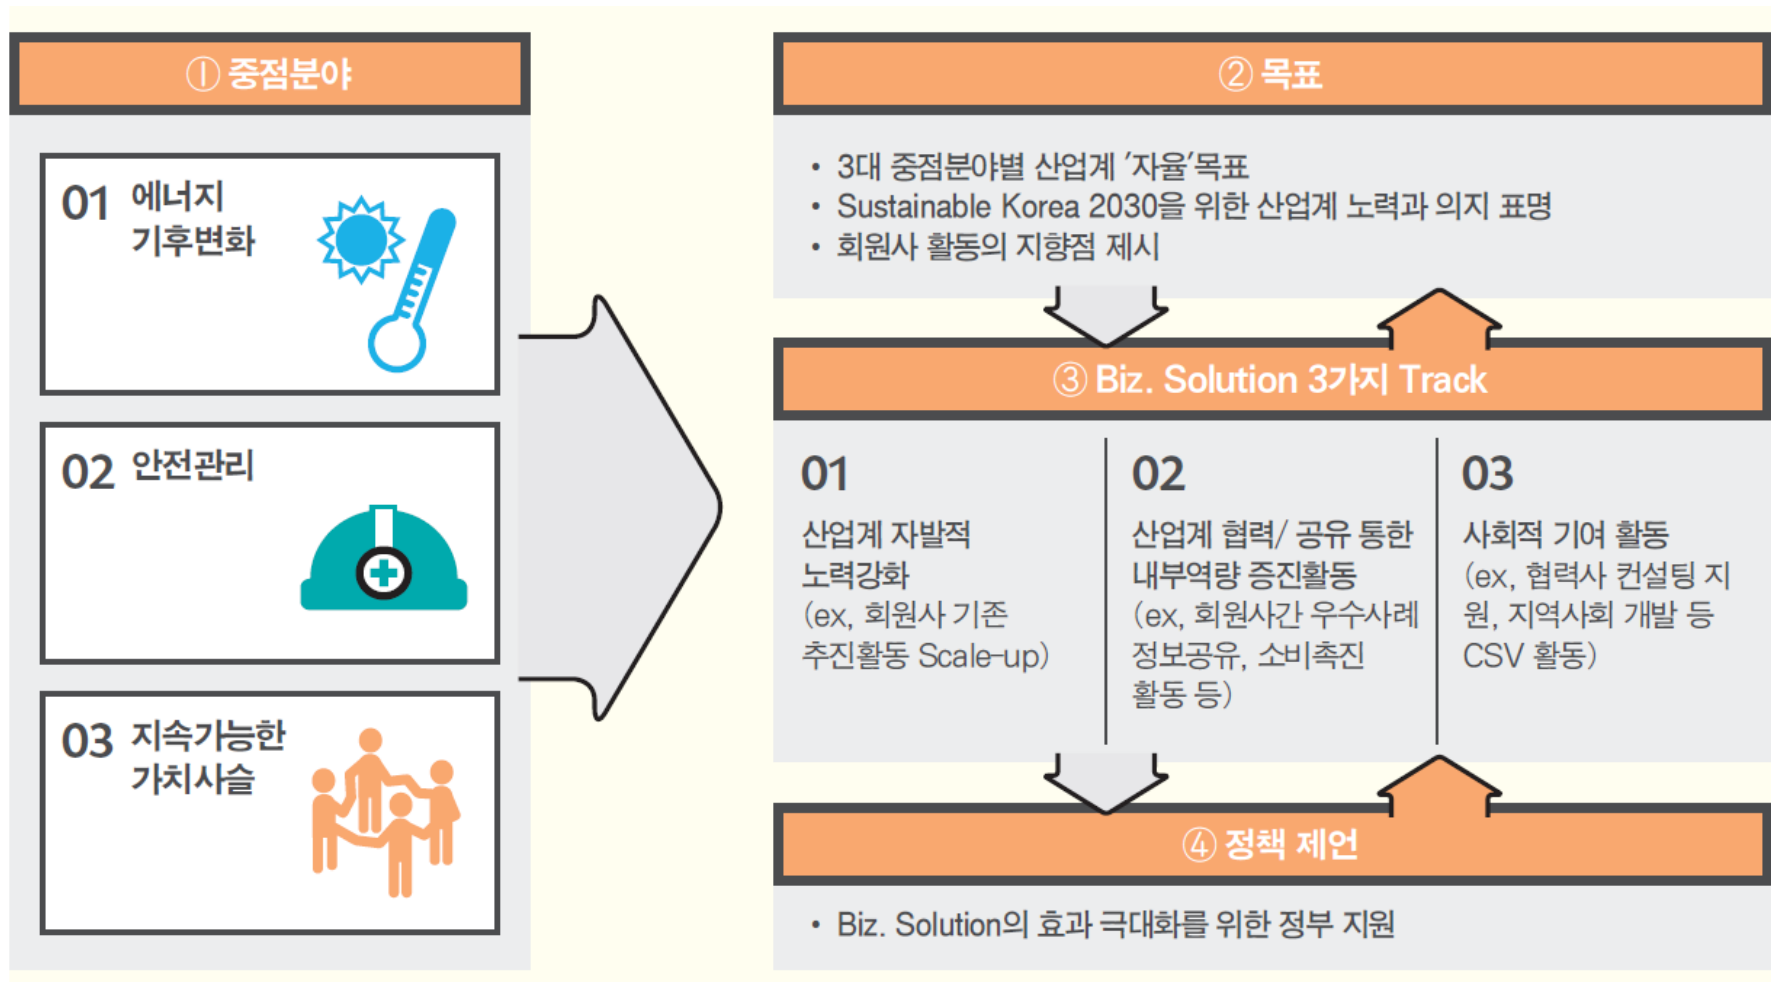 ① 중점분야
01 에너지
기후변화
02 안전관리
03 지속가능한
가치사슬
② 목표
• 3대 중점분야별 산업계 ′자율′목표
• Sustainable Korea 2030을 위한 산업계 노력과 의지 표명
• 회원사 활동의 지향점 제시
③ Biz. Solution 3가지 Track
01
산업계 자발적
노력강화
(ex, 회원사 기존
추진활동 Scale-up)
02
산업계 협력/ 공유 통한
내부역량 증진활동
(ex, 회원사간 우수사례
정보공유, 소비촉진
활동 등)
03
사회적 기여 활동
(ex, 협력사 컨설팅 지
원, 지역사회 개발 등
CSV 활동)
④ 정책 제언
• Biz. Solution의 효과 극대화를 위한 정부 지원